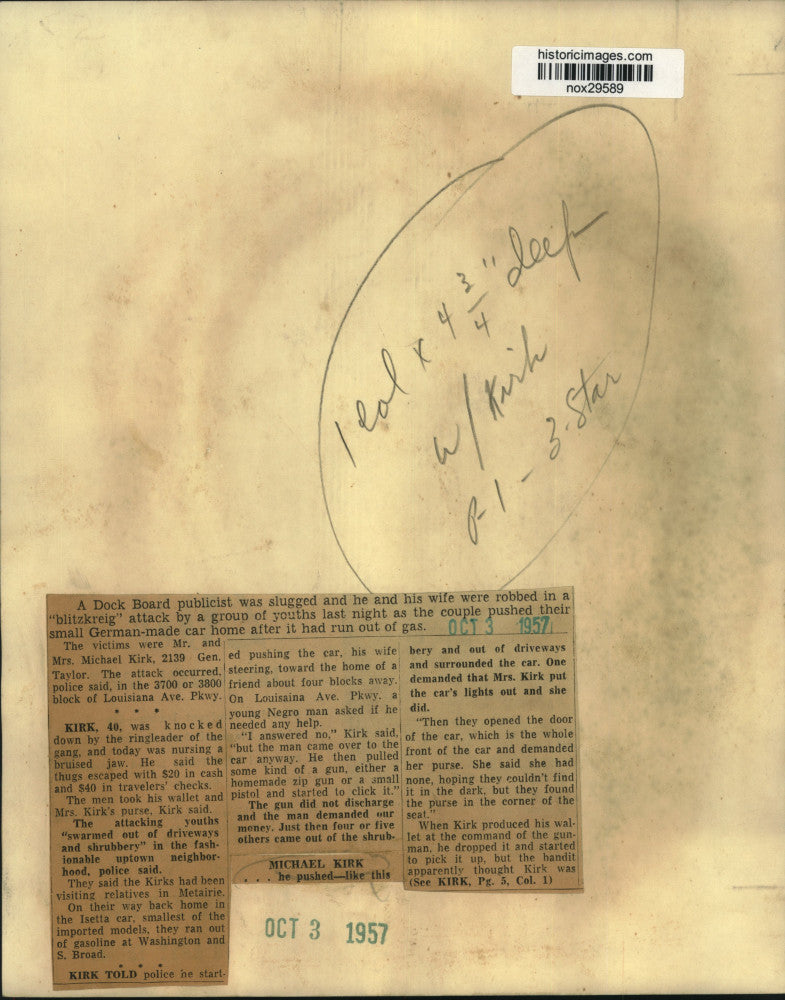 historicimages.com
nox29589
1 col x 4 3/4" deep
w/ Kirk
P-1 - 3-Star
A Dock Board publicist was slugged and he and his wife were robbed in a
"blitzkreig" attack by a group of youths last night as the couple pushed their
small German-made car home after it had run out of gas.
OCT 3 1957
The victims were Mr. and
Mrs. Michael Kirk, 2139 Gen.
Taylor. The attack occurred,
police said, in the 3700 or 3800
block of Louisiana Ave. Pkwy.
* * *
KIRK, 40, was knocked
down by the ringleader of the
gang, and today was nursing a
bruised jaw. He said the
thugs escaped with $20 in cash
and $40 in travelers' checks.
The men took his wallet and
Mrs. Kirk's purse, Kirk said.
The attacking youths
"swarmed out of driveways
and shrubbery" in the fash-
ionable uptown neighbor-
hood, police said.
They said the Kirks had been
visiting relatives in Metairie.
On their way back home in
the Isetta car, smallest of the
imported models, they ran out
of gasoline at Washington and
S. Broad.
* * *
KIRK TOLD police he start-
ed pushing the car, his wife
steering, toward the home of a
friend about four blocks away.
On Louisaina Ave. Pkwy. a
young Negro man asked if he
needed any help.
"I answered no," Kirk said,
"but the man came over to the
car anyway. He then pulled
some kind of a gun, either a
homemade zip gun or a small
pistol and started to click it."
The gun did not discharge
and the man demanded our
money. Just then four or five
others came out of the shrub-
MICHAEL KIRK
. . . he pushed—like this
bery and out of driveways
and surrounded the car. One
demanded that Mrs. Kirk put
the car's lights out and she
did.
"Then they opened the door
of the car, which is the whole
front of the car and demanded
her purse. She said she had
none, hoping they couldn't find
it in the dark, but they found
the purse in the corner of the
seat."
When Kirk produced his wal-
let at the command of the gun-
man, he dropped it and started
to pick it up, but the bandit
apparently thought Kirk was
(See KIRK, Pg. 5, Col. 1)
OCT 3 1957